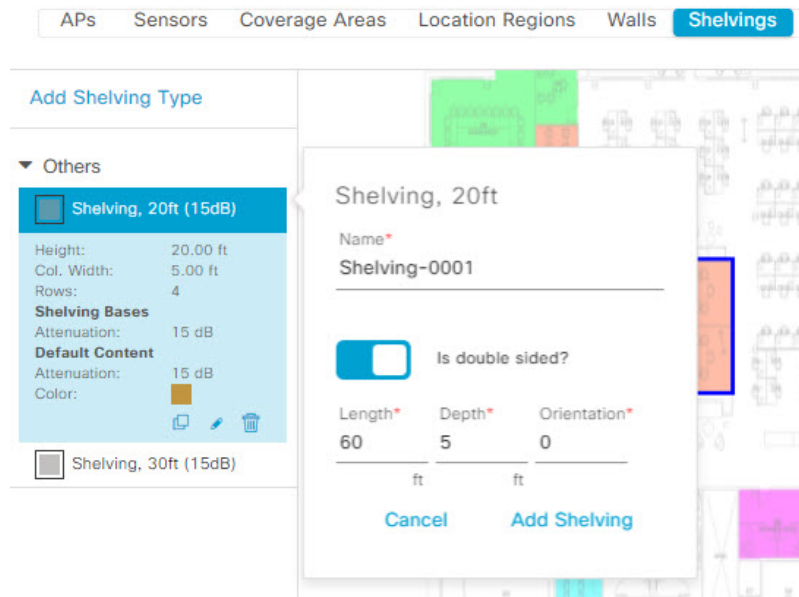 APs Sensors Coverage Areas Location Regions Walls Shelvings
Add Shelving Type
Others
Shelving, 20ft (15dB)
Height: 20.00 ft
Col. Width: 5.00 ft
Rows: 4
Shelving Bases
Attenuation: 15 dB
Default Content
Attenuation: 15 dB
Color:
Shelving, 30ft (15dB)
Shelving, 20ft
Name*
Shelving-0001
Is double sided?
Length* Depth* Orientation*
60 5 0
ft ft
Cancel Add Shelving